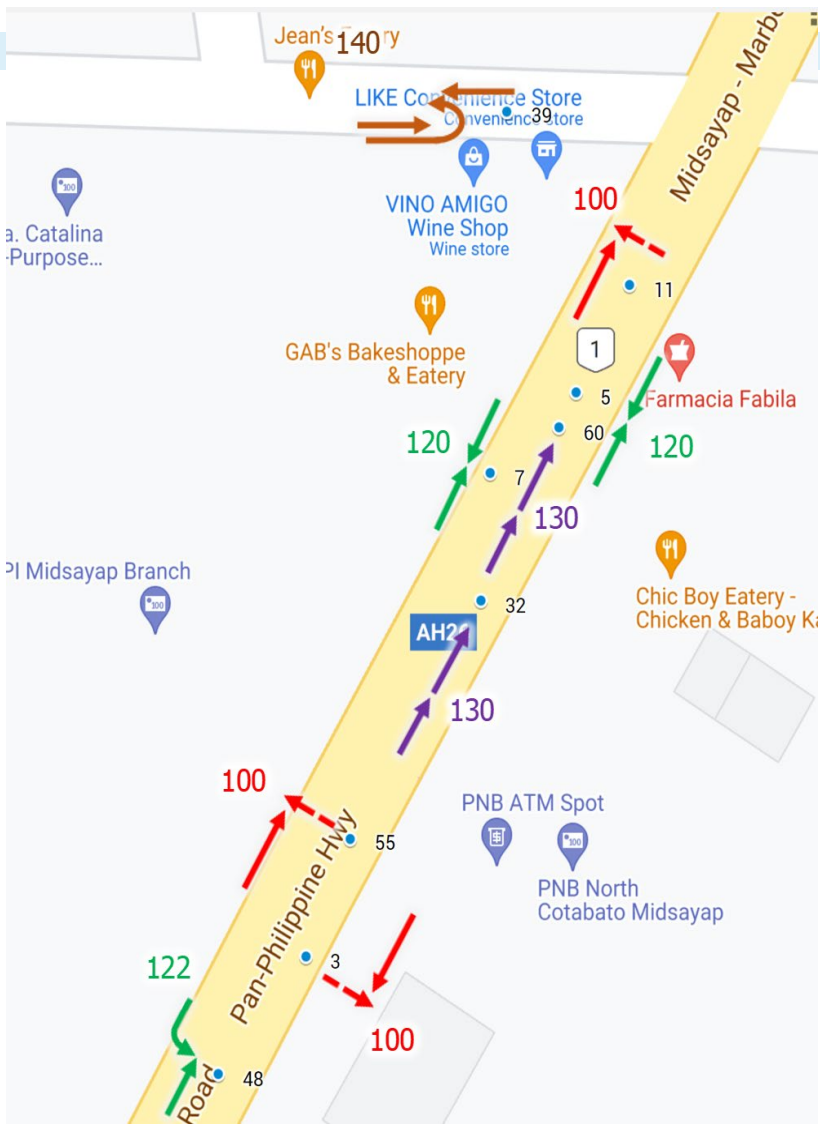 Jean's
140
LIKE Convenience Store
Convenience store
39
Midsayap - Marbe
VINO AMIGO
Wine Shop
Wine store
100
a. Catalina
-Purpose...
11
GAB's Bakeshoppe
& Eatery
1
5
Farmacia Fabila
60
120
120
7
130
PI Midsayap Branch
Chic Boy Eatery -
Chicken & Baboy Ka
32
AH26
130
100
PNB ATM Spot
55
PNB North
Cotabato Midsayap
Pan-Philippine Hwy
3
122
100
48
Road